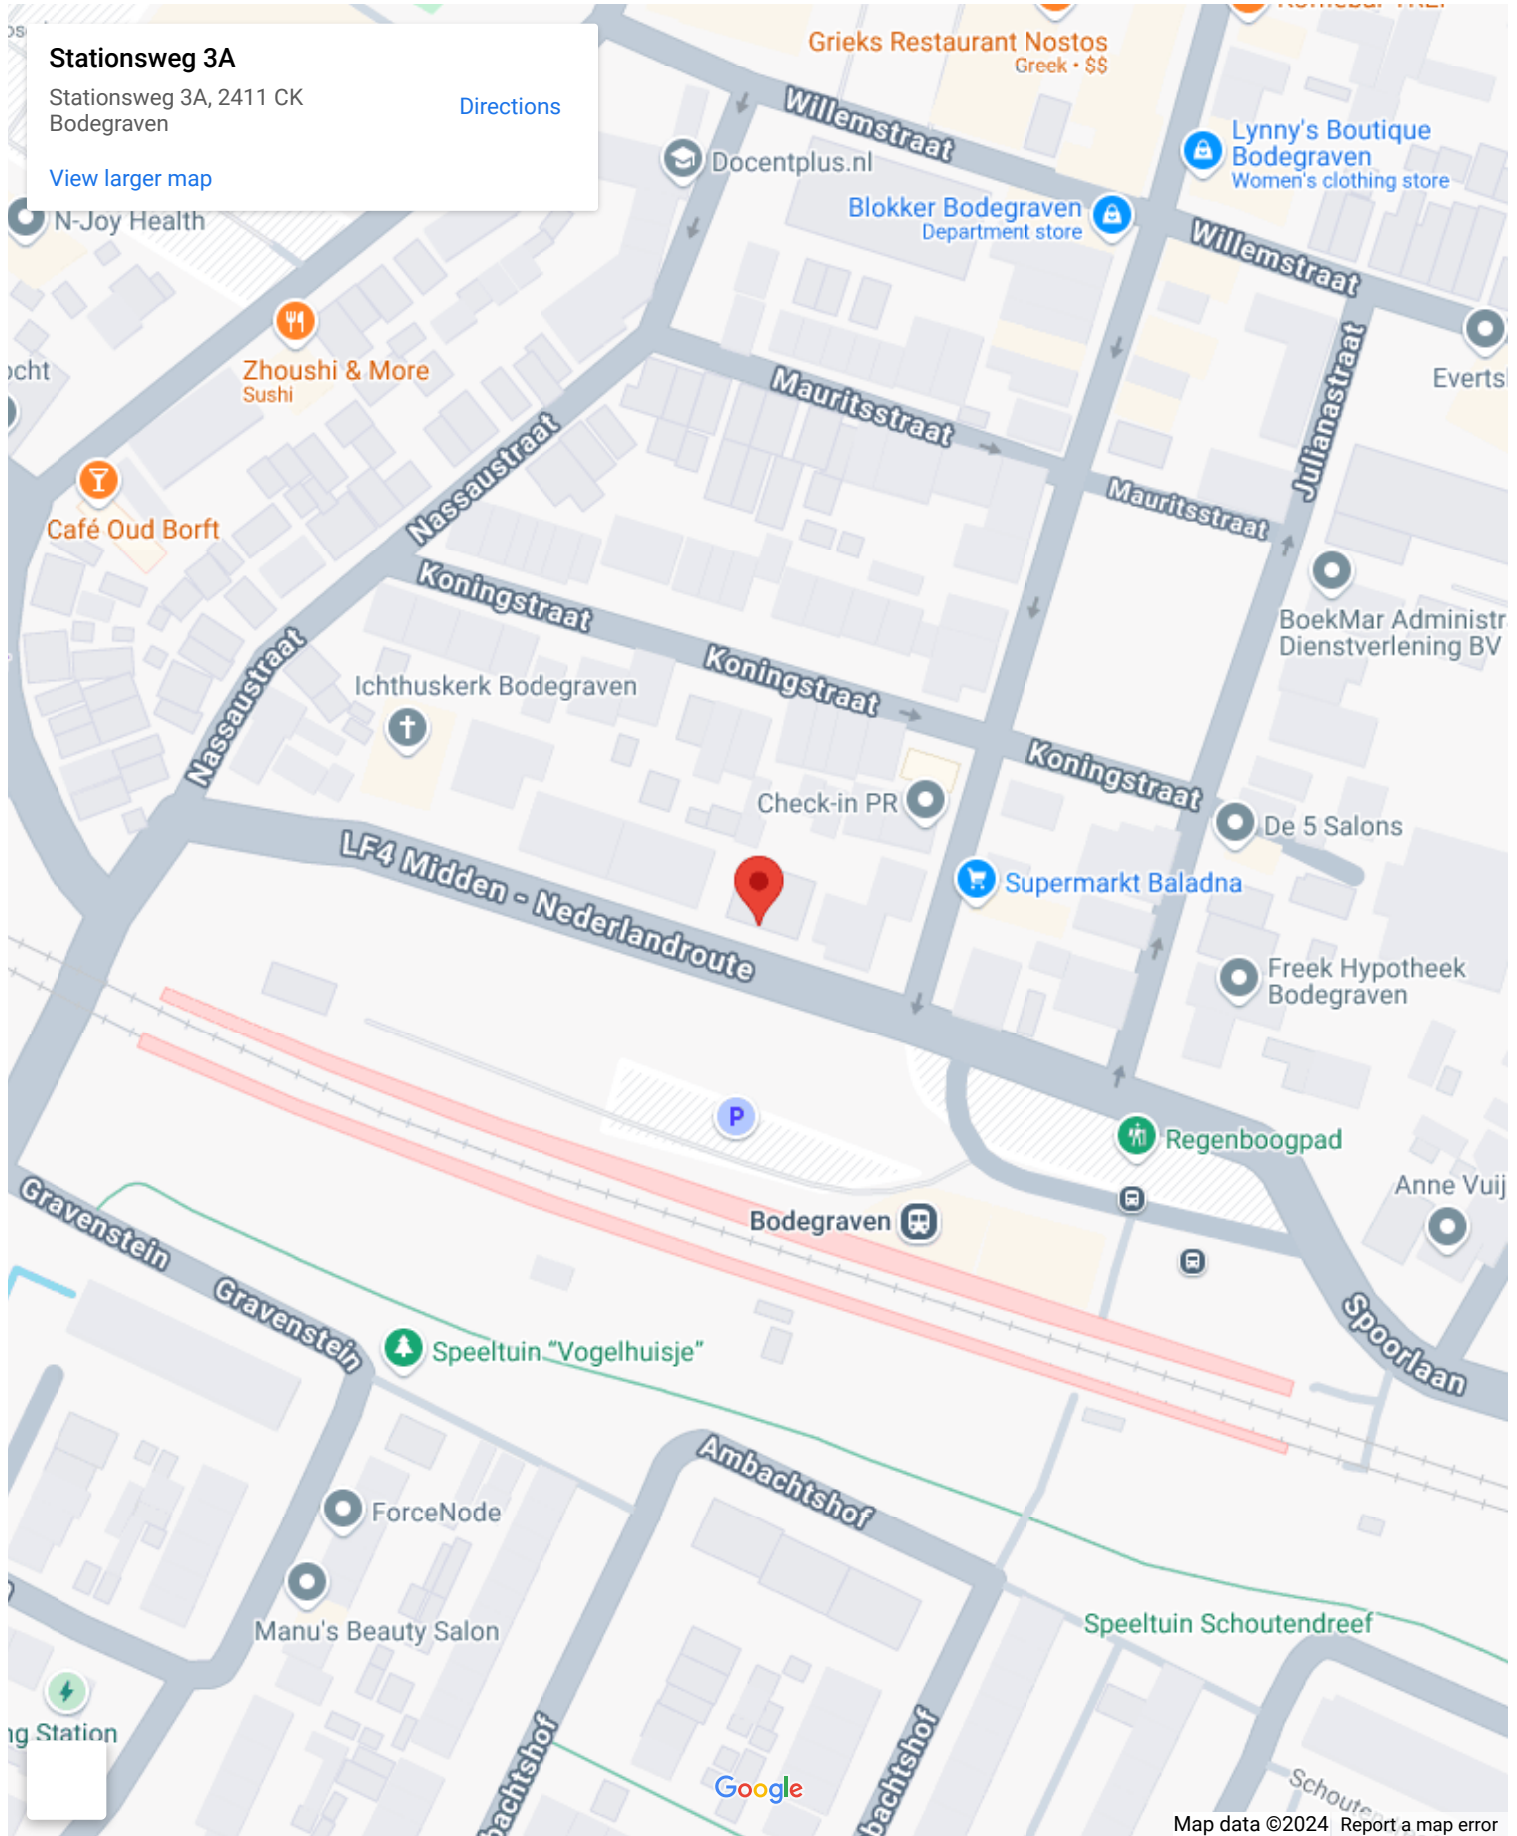 Stationsweg 3A
Stationsweg 3A, 2411 CK
Bodegraven
Directions
View larger map
Grieks Restaurant Nostos
Greek • $$
Willemstraat
Docentplus.nl
Lynny's Boutique
Bodegraven
Women's clothing store
Blokker Bodegraven
Department store
N-Joy Health
Willemstraat
Zhoushi & More
Sushi
Mauritsstraat
Julianastraat
Everts
Nassaustraat
Café Oud Borft
Mauritsstraat
Koningstraat
BoekMar Administr
Dienstverlening BV
Nassaustraat
Ichthuskerk Bodegraven
Koningstraat
Koningstraat
Check-in PR
De 5 Salons
LF4 Midden - Nederlandroute
Supermarkt Baladna
Freek Hypotheek
Bodegraven
P
Regenboogpad
Anne Vuij
Gravenstein
Bodegraven
Gravenstein
Speeltuin "Vogelhuisje"
Spoorlaan
Ambachtshof
ForceNode
Manu's Beauty Salon
Speeltuin Schoutendreef
ng Station
bachtshof
bachtshof
Google
Map data ©2024
Report a map error